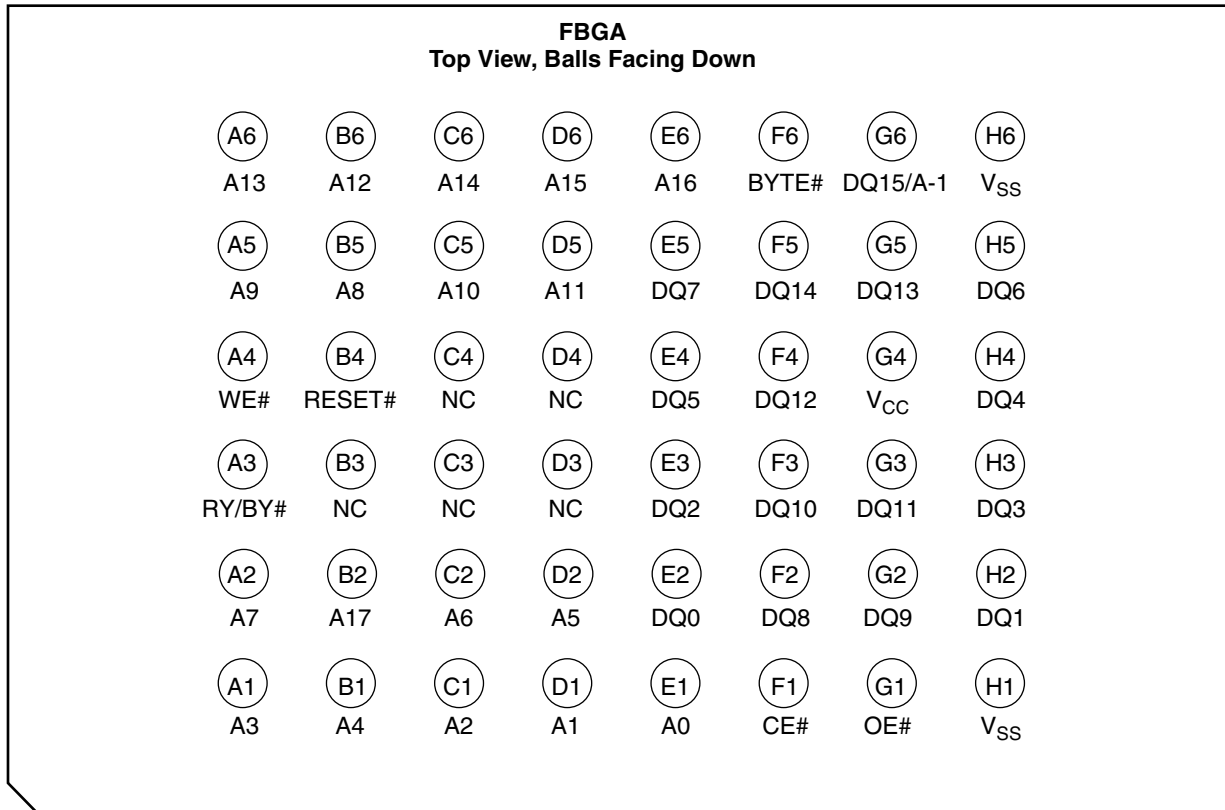 FBGA
Top View, Balls Facing Down
A6 B6 C6 D6 E6 F6 G6 H6
A13 A12 A14 A15 A16 BYTE# DQ15/A-1 VSS
A5 B5 C5 D5 E5 F5 G5 H5
A9 A8 A10 A11 DQ7 DQ14 DQ13 DQ6
A4 B4 C4 D4 E4 F4 G4 H4
WE# RESET# NC NC DQ5 DQ12 VCC DQ4
A3 B3 C3 D3 E3 F3 G3 H3
RY/BY# NC NC NC DQ2 DQ10 DQ11 DQ3
A2 B2 C2 D2 E2 F2 G2 H2
A7 A17 A6 A5 DQ0 DQ8 DQ9 DQ1
A1 B1 C1 D1 E1 F1 G1 H1
A3 A4 A2 A1 A0 CE# OE# VSS